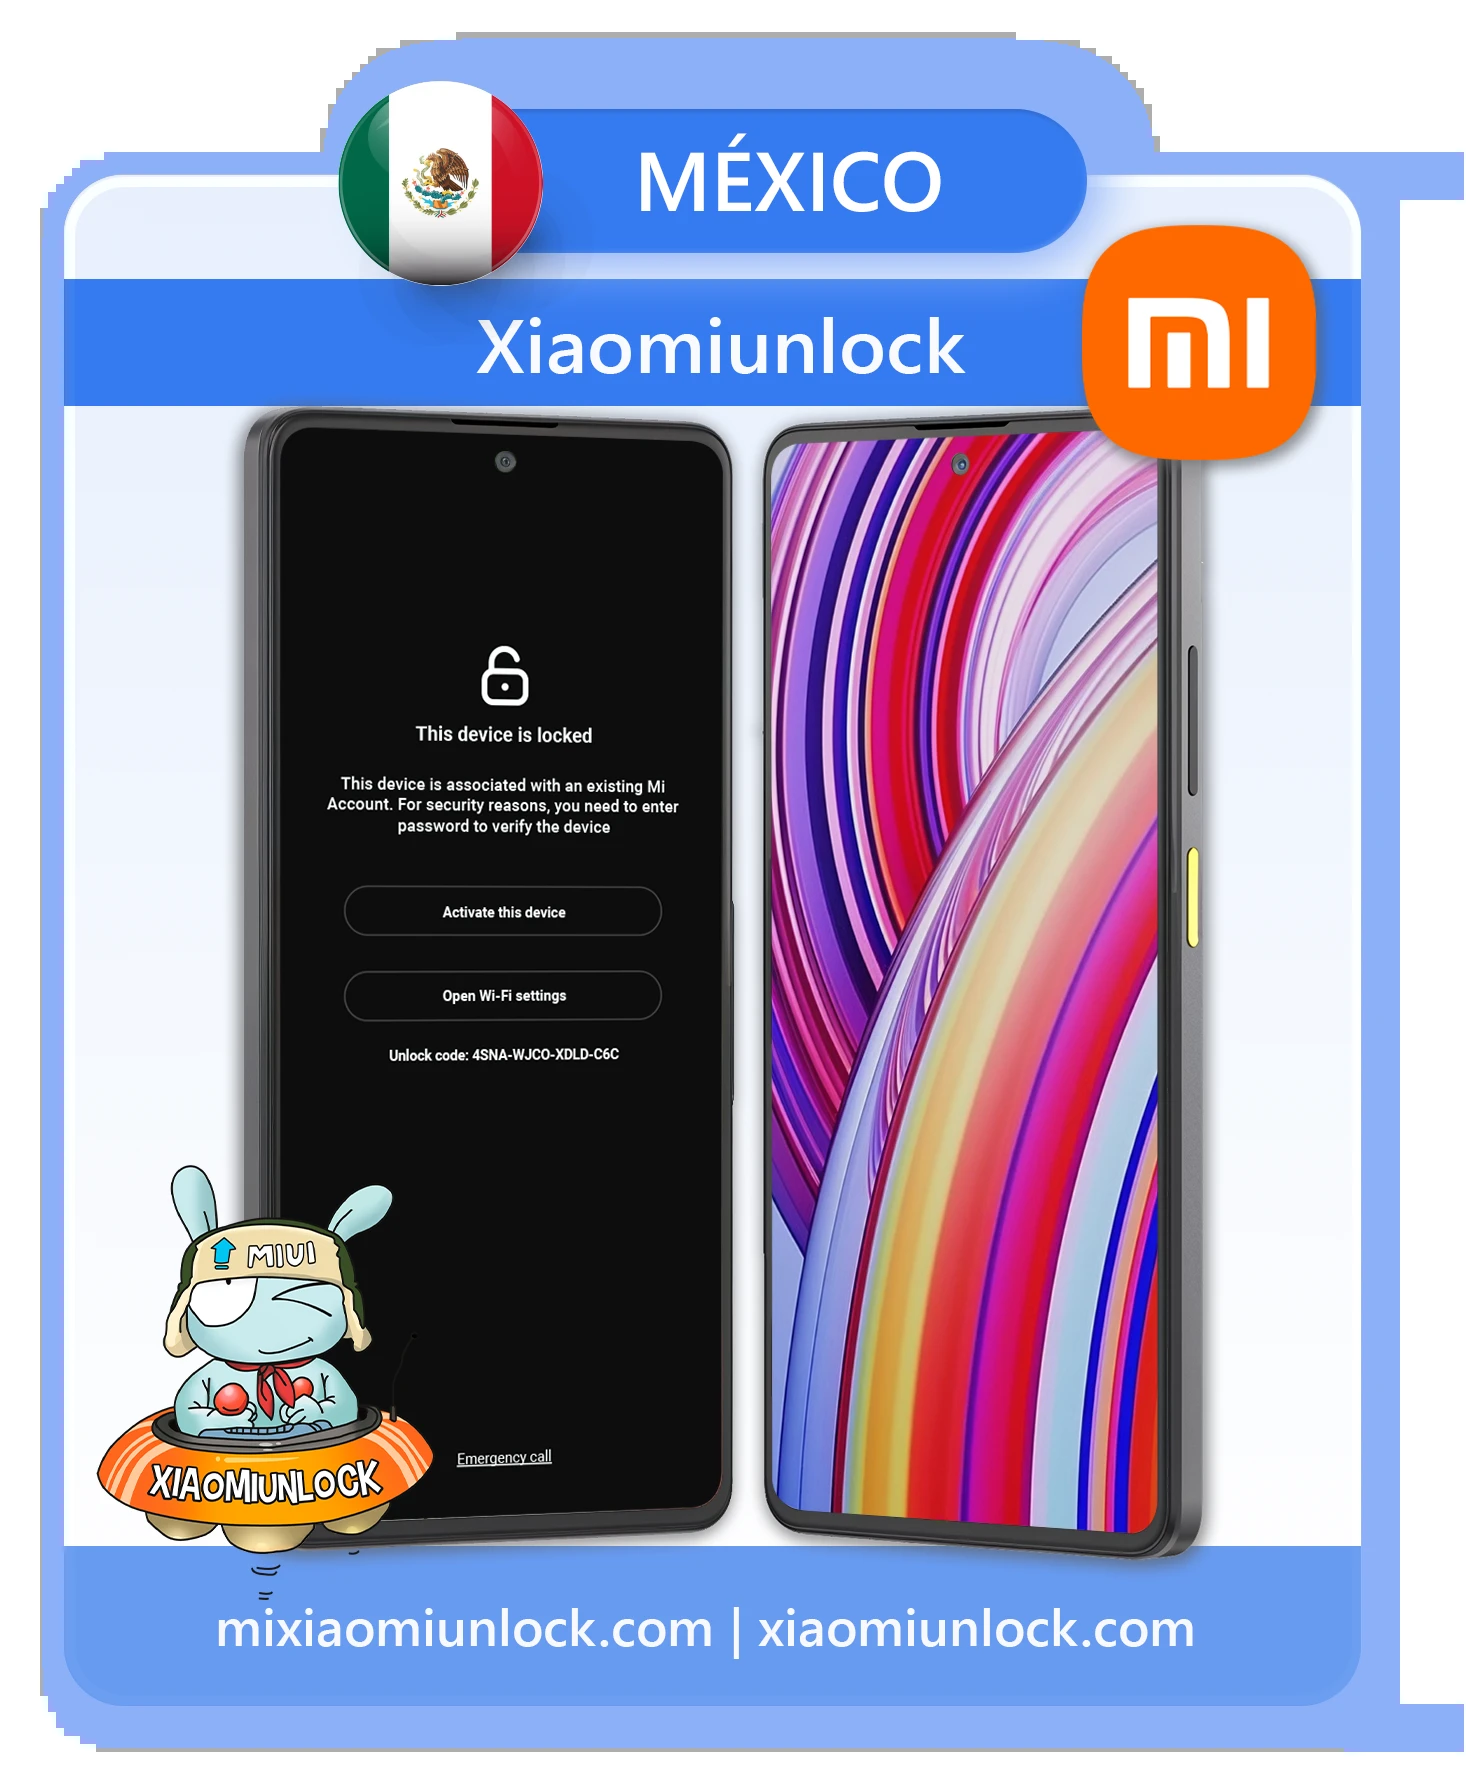 MÉXICO
Xiaomiunlock
mi
This device is locked
This device is associated with an existing Mi
Account. For security reasons, you need to enter
password to verify the device
Activate this device
Open Wi-Fi settings
Unlock code: 4SNA-WJCO-XDLD-C6C
MIUI
XIAOMIUNLOCK
Emergency call
mixiaomiunlock.com | xiaomiunlock.com